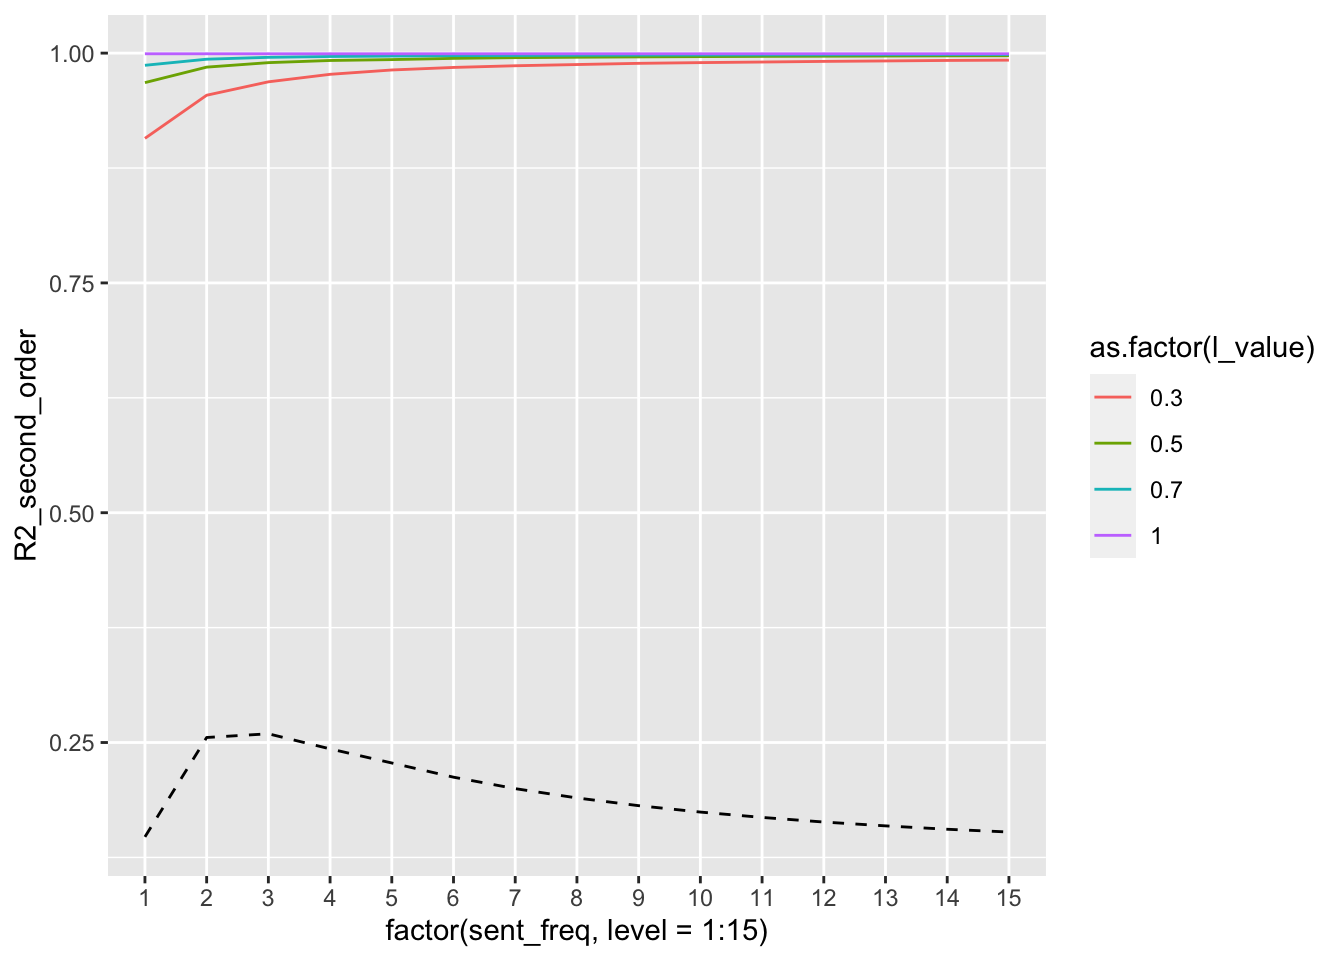 R2_second_order
1.00
0.75
0.50
0.25
1 2 3 4 5 6 7 8 9 10 11 12 13 14 15
factor(sent_freq, level = 1:15)
as.factor(l_value)
0.3
0.5
0.7
1